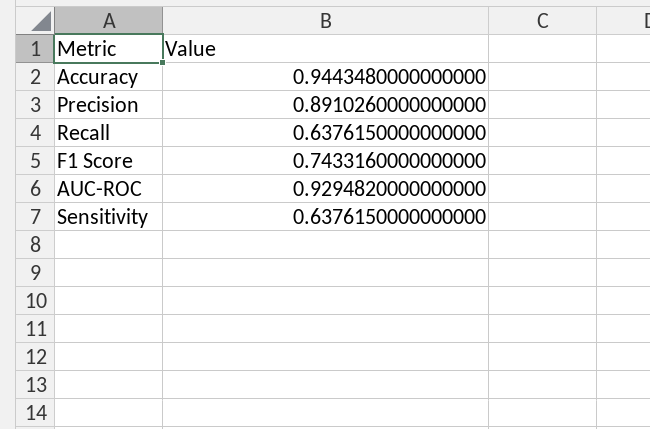 A B C D
1 Metric Value
2 Accuracy 0.9443480000000000
3 Precision 0.8910260000000000
4 Recall 0.6376150000000000
5 F1 Score 0.7433160000000000
6 AUC-ROC 0.9294820000000000
7 Sensitivity 0.6376150000000000
8
9
10
11
12
13
14